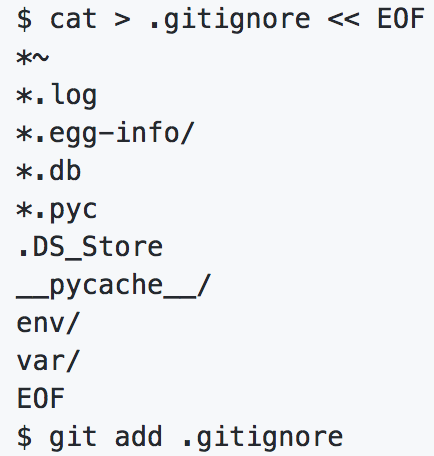 $ cat > .gitignore << EOF
*~
*.log
*.egg-info/
*.db
*.pyc
.DS_Store
__pycache__/
env/
var/
EOF
$ git add .gitignore